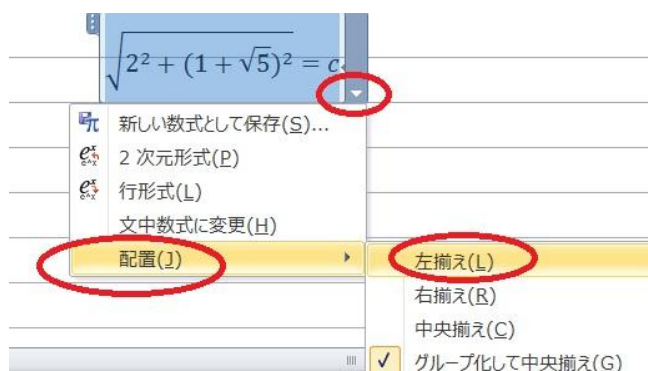 √(2² + (1 + √5)²) = c
新しい数式として保存(S)...
2 次元形式(P)
行形式(L)
文中数式に変更(H)
配置(J)
左揃え(L)
右揃え(R)
中央揃え(C)
グループ化して中央揃え(G)